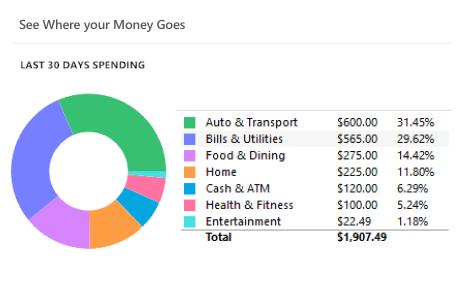 See Where your Money Goes
LAST 30 DAYS SPENDING
Auto & Transport $600.00 31.45%
Bills & Utilities $565.00 29.62%
Food & Dining $275.00 14.42%
Home $225.00 11.80%
Cash & ATM $120.00 6.29%
Health & Fitness $100.00 5.24%
Entertainment $22.49 1.18%
Total $1,907.49